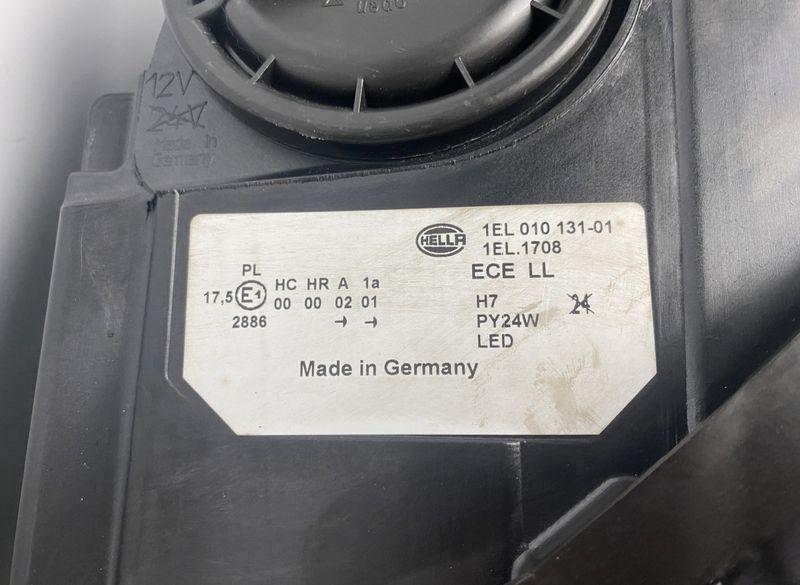 open
12V
24V
Made In
Germany
HELLA
1EL 010 131-01
1EL.1708
ECE LL
PL
HC HR A 1a
17,5 E1 00 00 02 01
2886
H7 24
PY24W
LED
Made in Germany